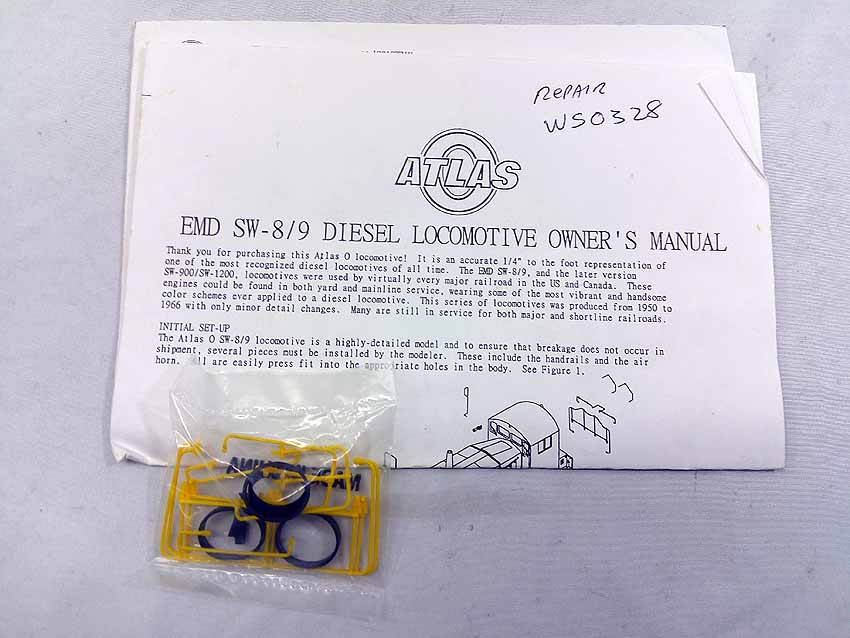 REPAIR
WS0328
ATLAS
EMD SW-8/9 DIESEL LOCOMOTIVE OWNER'S MANUAL
Thank you for purchasing this Atlas O locomotive! It is an accurate 1/4" to the foot representation of
one of the most recognized diesel locomotives of all time. The EMD SW-8/9, and the later version
SW-900/SW-1200, locomotives were used by virtually every major railroad in the US and Canada. These
engines could be found in both yard and mainline service, wearing some of the most vibrant and handsome
color schemes ever applied to a diesel locomotive. This series of locomotives was produced from 1950 to
1966 with only minor detail changes. Many are still in service for both major and shortline railroads.
INITIAL SET-UP
The Atlas O SW-8/9 locomotive is a highly-detailed model and to ensure that breakage does not occur in
shipment, several pieces must be installed by the modeler. These include the handrails and the air
horn. All are easily press fit into the appropriate holes in the body. See Figure 1.
MADE IN CHINA